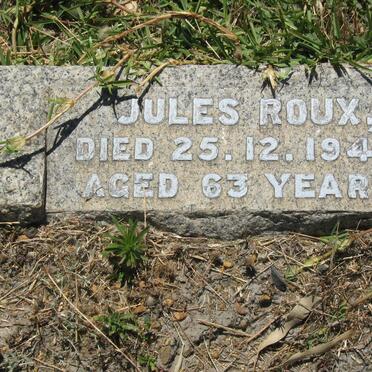 JULES ROUX,
DIED 25.12.194
AGED 63 YEAR